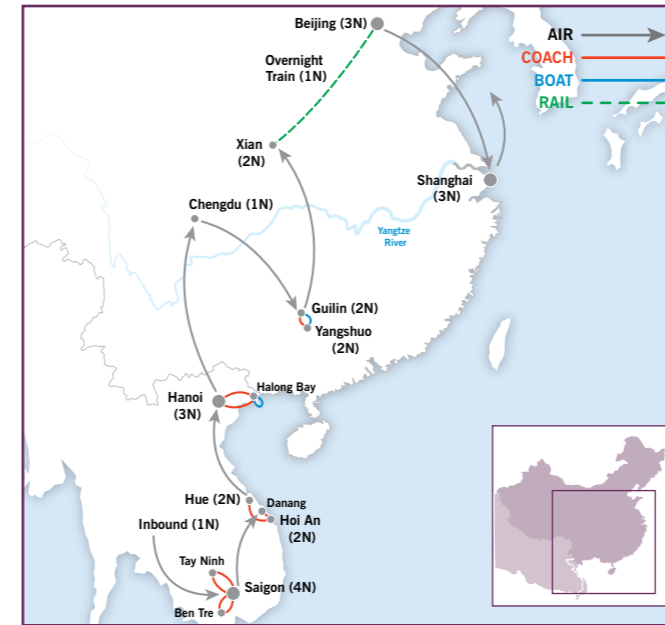 Beijing (3N)
AIR
COACH
BOAT
RAIL
Overnight
Train (1N)
Xian
(2N)
Shanghai
(3N)
Chengdu (1N)
Yangtze
River
Guilin (2N)
Yangshuo
(2N)
Halong Bay
Hanoi
(3N)
Hue (2N)
Danang
Hoi An
(2N)
Inbound (1N)
Tay Ninh
Saigon (4N)
Ben Tre